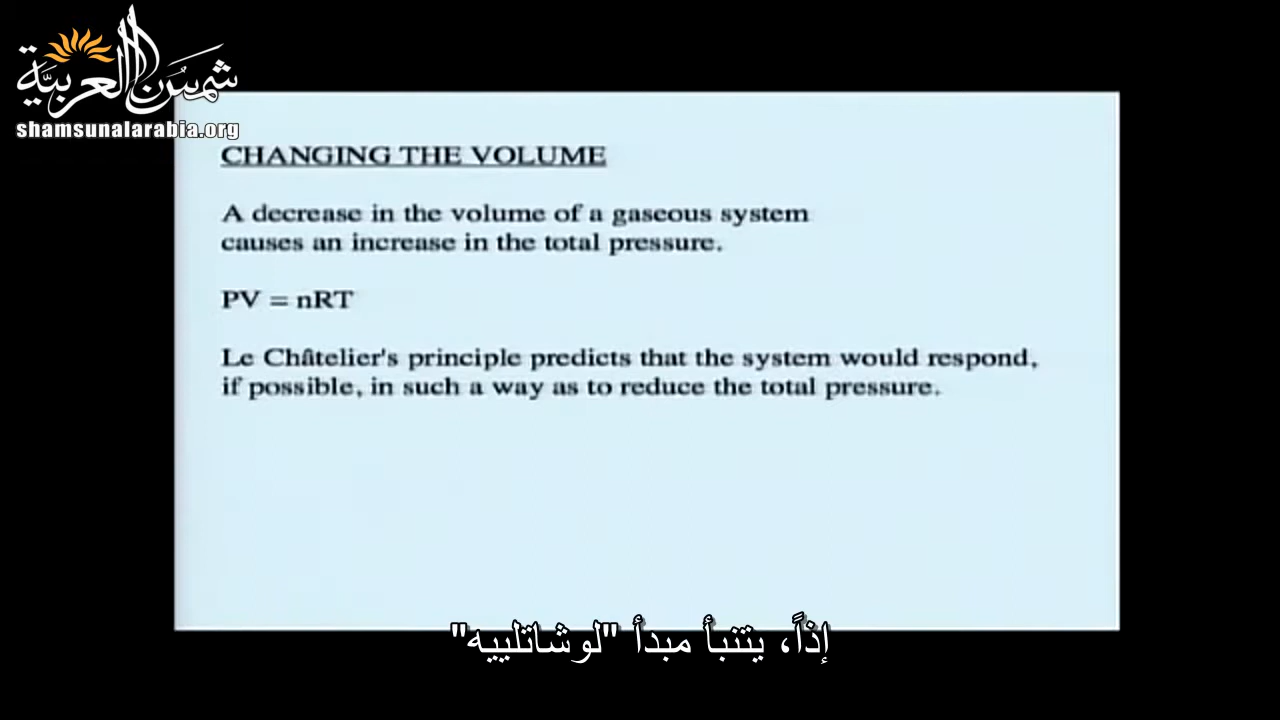 شمس العربية
shamsunalarabia.org
CHANGING THE VOLUME
A decrease in the volume of a gaseous system
causes an increase in the total pressure.
PV = nRT
Le Châtelier's principle predicts that the system would respond,
if possible, in such a way as to reduce the total pressure.
إذاً، يتنبأ مبدأ "لوشاتلييه"